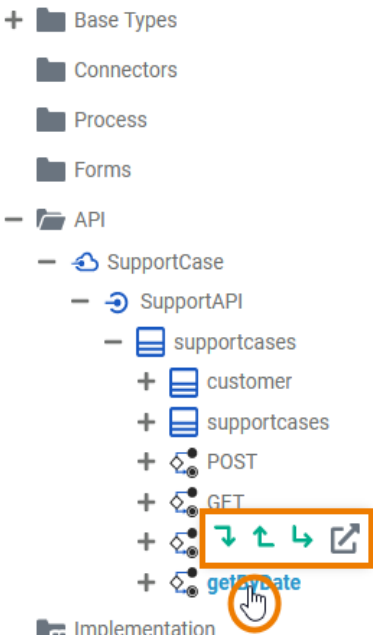 Base Types
Connectors
Process
Forms
API
SupportCase
SupportAPI
supportcases
customer
supportcases
POST
GET
getByDate
Implementation